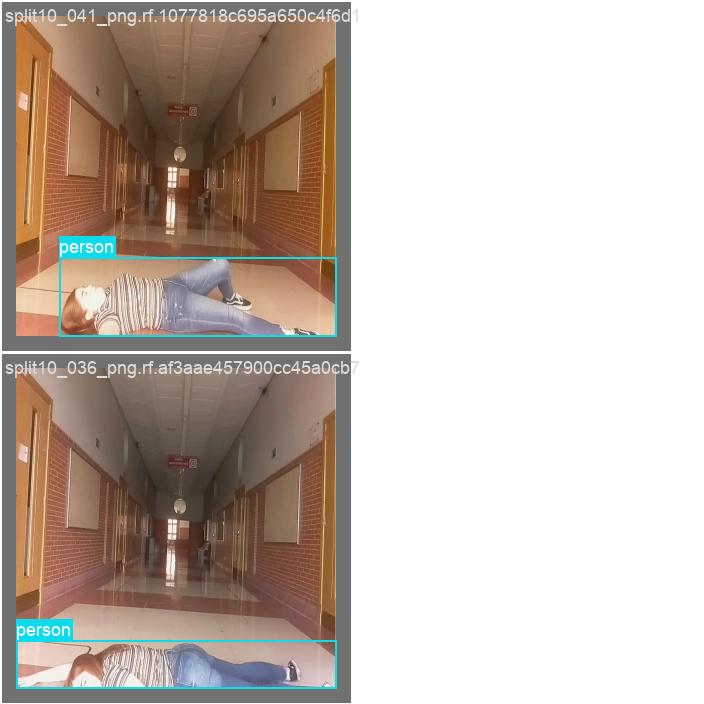 split10_041_png.rf.1077818c695a650c4f6d1
person
split10_036_png.rf.af3aae457900cc45a0cb7
person